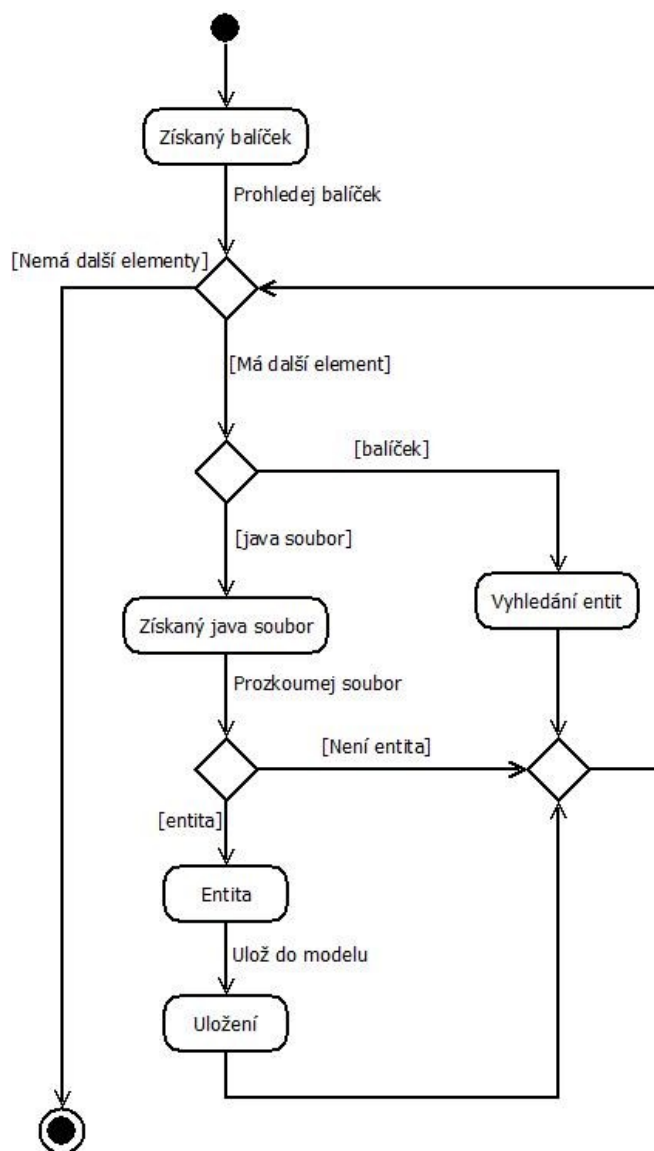 Získaný balíček
Prohledej balíček
[Nemá další elementy]
[Má další element]
[balíček]
[java soubor]
Vyhledání entit
Získaný java soubor
Prozkoumej soubor
[Není entita]
[entita]
Entita
Ulož do modelu
Uložení